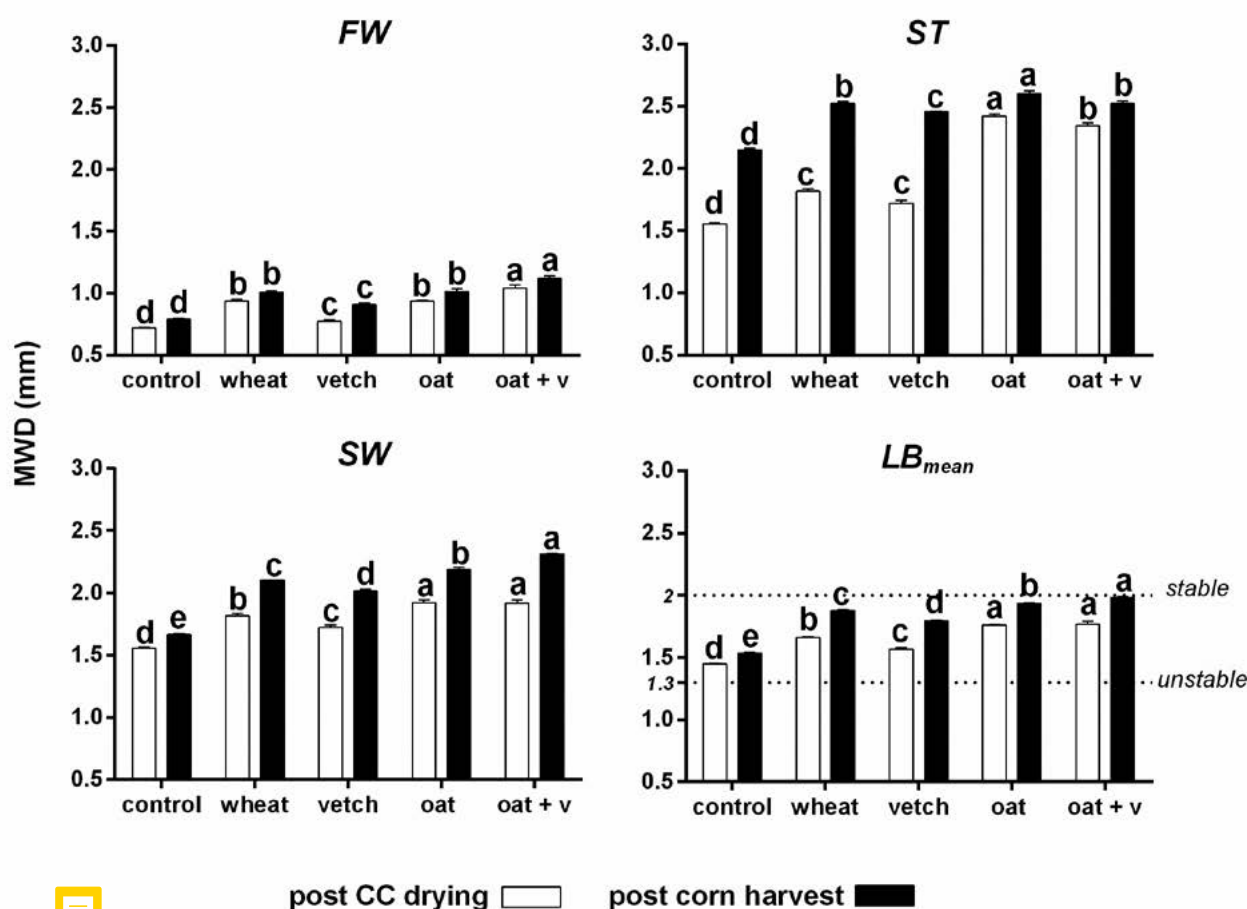 FW
3.0
2.5
2.0
1.5
1.0
0.5
d d b b c c b b a a
control wheat vetch oat oat + v
ST
3.0
2.5
2.0
1.5
1.0
0.5
d d c b c c a a b b
control wheat vetch oat oat + v
MWD (mm)
SW
3.0
2.5
2.0
1.5
1.0
0.5
d e b c c d a b a a
control wheat vetch oat oat + v
LBmean
3.0
2.5
2
1.5
1.3
1.0
0.5
d e b c c d a b a a
stable
unstable
control wheat vetch oat oat + v
post CC drying post corn harvest